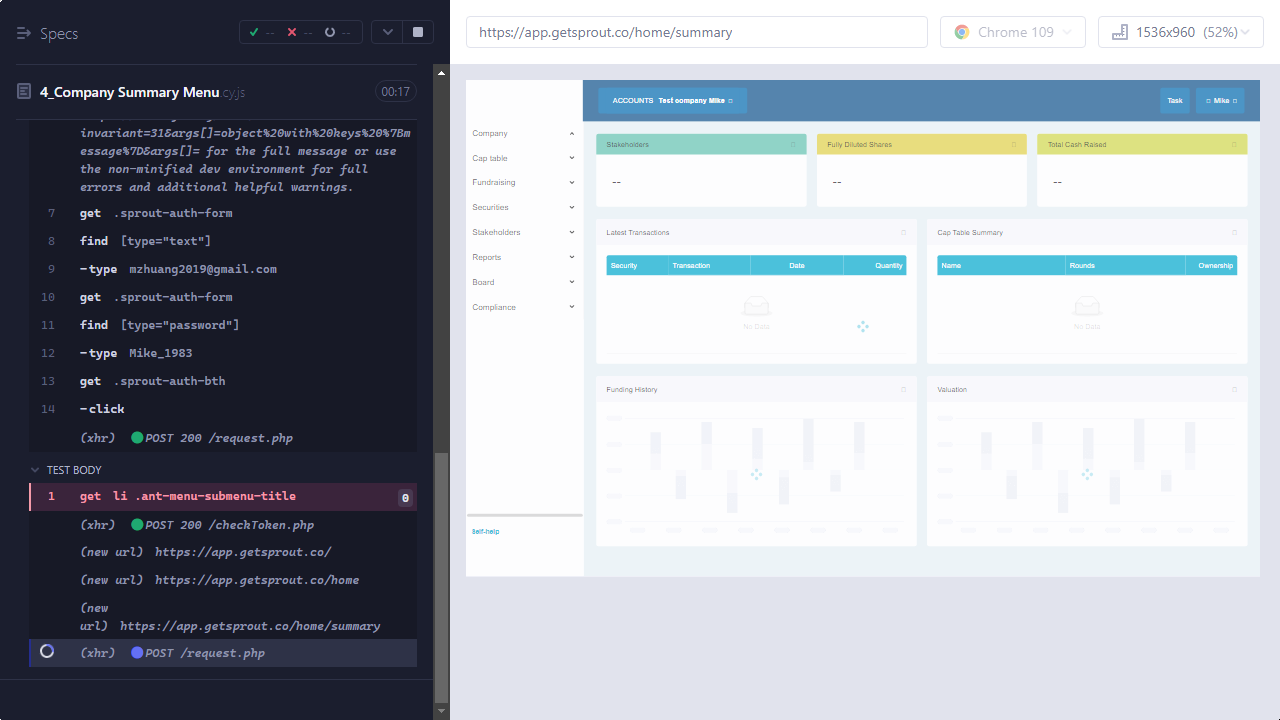 Specs
--
--
--
4_Company Summary Menu.cy.js
00:17
invariant=31&args[]=object%20with%20keys%20%7Bm
essage%7D&args[]= for the full message or use
the non-minified dev environment for full
errors and additional helpful warnings.
7 get .sprout-auth-form
8 find [type="text"]
9 -type mzhuang2019@gmail.com
10 get .sprout-auth-form
11 find [type="password"]
12 -type Mike_1983
13 get .sprout-auth-bth
14 -click
(xhr) POST 200 /request.php
TEST BODY
1 get li .ant-menu-submenu-title 0
(xhr) POST 200 /checkToken.php
(new url) https://app.getsprout.co/
(new url) https://app.getsprout.co/home
(new
url) https://app.getsprout.co/home/summary
(xhr) POST /request.php
https://app.getsprout.co/home/summary
Chrome 109
1536x960 (52%)
ACCOUNTS Test company Mike
Task
Mike
Company
Cap table
Fundraising
Securities
Stakeholders
Reports
Board
Compliance
Self-help
Stakeholders
--
Fully Diluted Shares
--
Total Cash Raised
--
Latest Transactions
Security Transaction Date Quantity
No Data
Cap Table Summary
Name Rounds Ownership
No Data
Funding History
Valuation